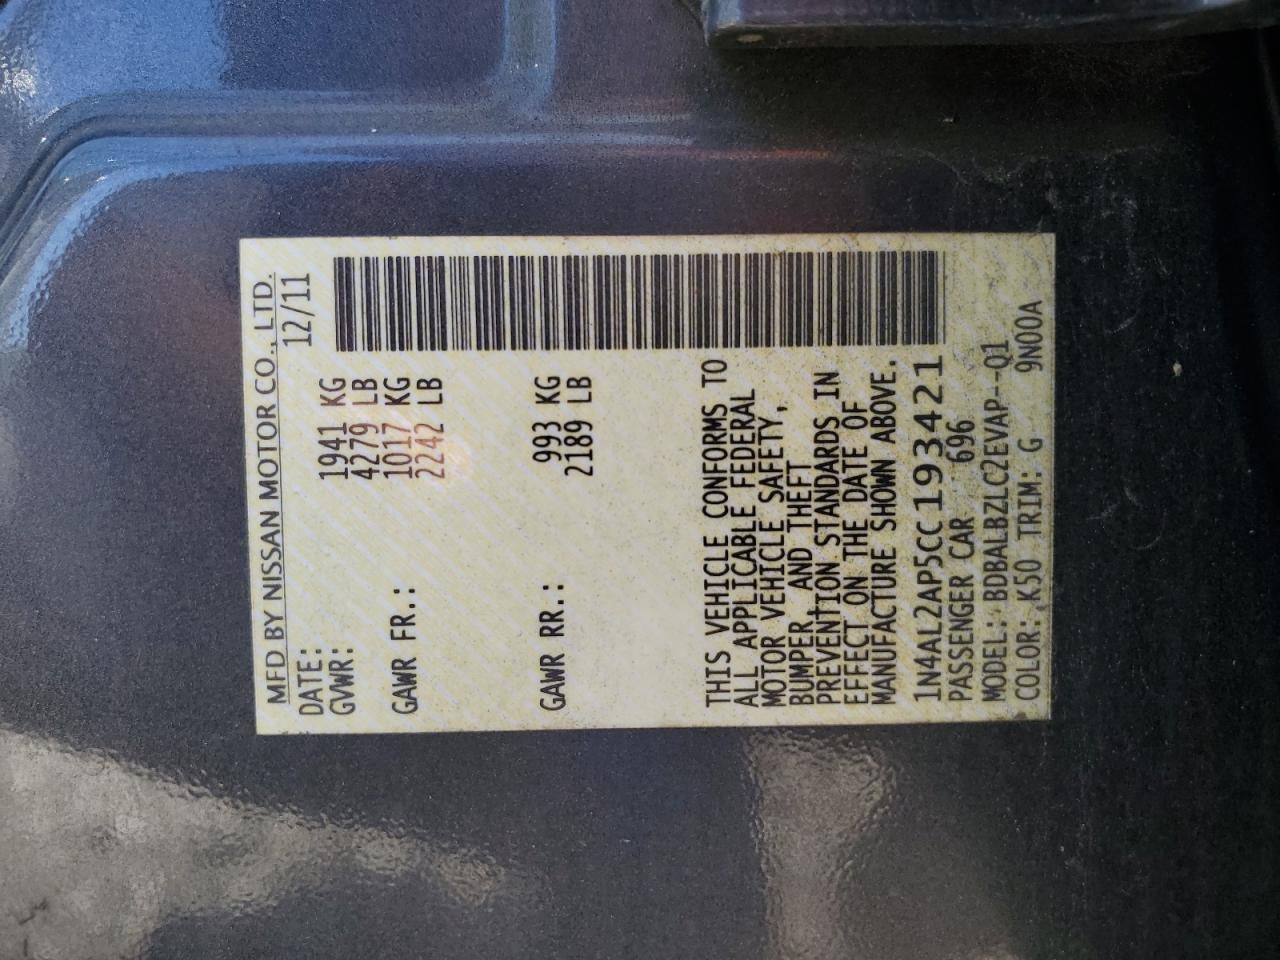 MFD BY NISSAN MOTOR CO., LTD.
DATE: 12/11
GVWR: 1941 KG
4279 LB
GAWR FR.: 1017 KG
2242 LB
GAWR RR.: 993 KG
2189 LB
THIS VEHICLE CONFORMS TO
ALL APPLICABLE FEDERAL
MOTOR VEHICLE SAFETY,
BUMPER, AND THEFT
PREVENTION STANDARDS IN
EFFECT ON THE DATE OF
MANUFACTURE SHOWN ABOVE.
1N4AL2AP5CC193421
PASSENGER CAR 696
MODEL: BDBALBZLC2EVAP--Q1
COLOR: K50 TRIM: G 9N00A